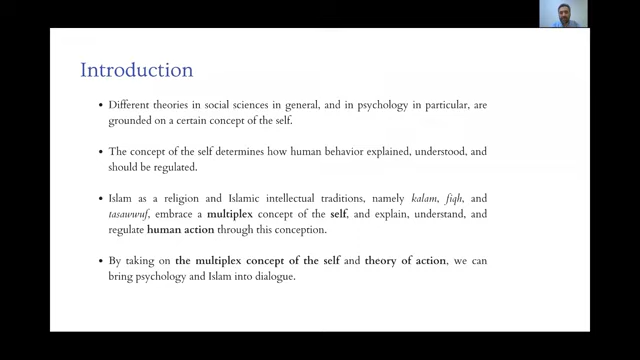 Introduction
• Different theories in social sciences in general, and in psychology in particular, are
grounded on a certain concept of the self.
• The concept of the self determines how human behavior explained, understood, and
should be regulated.
• Islam as a religion and Islamic intellectual traditions, namely kalam, fiqh, and
tasawwuf, embrace a multiplex concept of the self, and explain, understand, and
regulate human action through this conception.
• By taking on the multiplex concept of the self and theory of action, we can
bring psychology and Islam into dialogue.